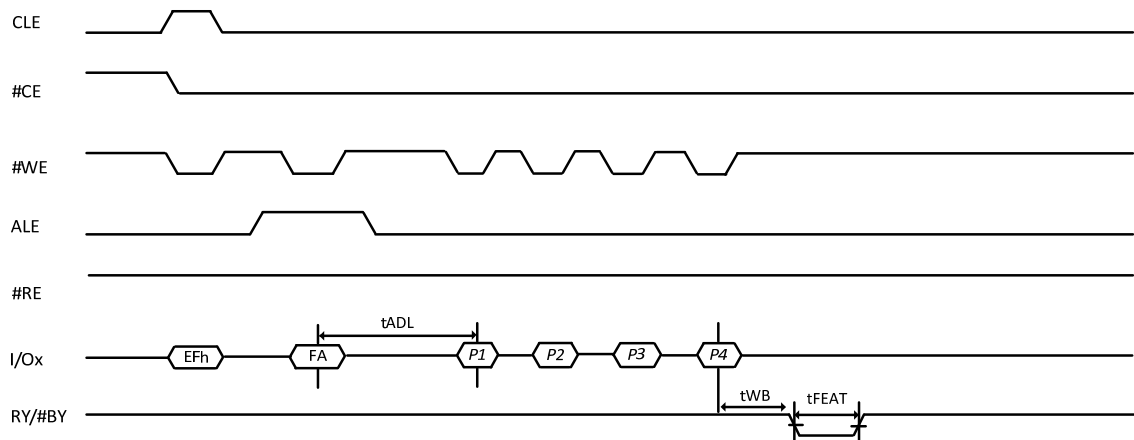 CLE
#CE
#WE
ALE
#RE
tADL
I/Ox EFh FA P1 P2 P3 P4
tWB tFEAT
RY/#BY